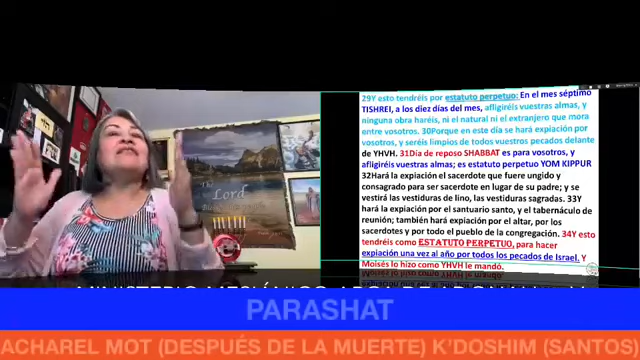 29Y esto tendréis por estatuto perpetuo: En el mes séptimo
TISHREI, a los diez días del mes, afligiréis vuestras almas, y
ninguna obra haréis, ni el natural ni el extranjero que mora
entre vosotros. 30Porque en este día se hará expiación por
vosotros, y seréis limpios de todos vuestros pecados delante
de YHVH. 31Día de reposo SHABBAT es para vosotros, y
afligiréis vuestras almas; es estatuto perpetuo YOM KIPPUR
32Hará la expiación el sacerdote que fuere ungido y
consagrado para ser sacerdote en lugar de su padre; y se
vestirá las vestiduras de lino, las vestiduras sagradas. 33Y
hará la expiación por el santuario santo, y el tabernáculo de
reunión; también hará expiación por el altar, por los
sacerdotes y por todo el pueblo de la congregación. 34Y esto
tendréis como ESTATUTO PERPETUO, para hacer
expiación una vez al año por todos los pecados de Israel. Y
Moisés lo hizo como YHVH le mandó.
The
Lord
Bless
PARASHAT
ACHAREL MOT (DESPUÉS DE LA MUERTE) K'DOSHIM (SANTOS)